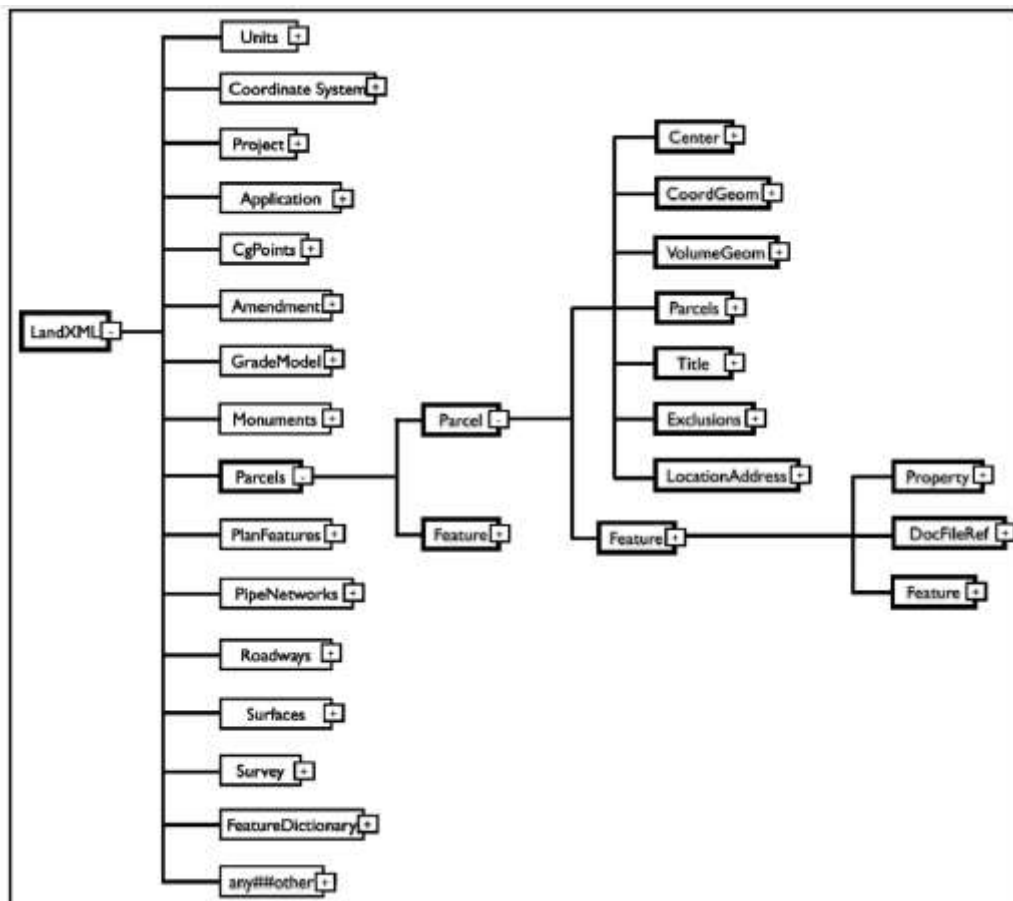 LandXML
Units
Coordinate System
Project
Application
CgPoints
Amendment
GradeModel
Monuments
Parcels
PlanFeatures
PipeNetworks
Roadways
Surfaces
Survey
FeatureDictionary
any##other
Parcel
Feature
Center
CoordGeom
VolumeGeom
Parcels
Title
Exclusions
LocationAddress
Feature
Property
DocFileRef
Feature